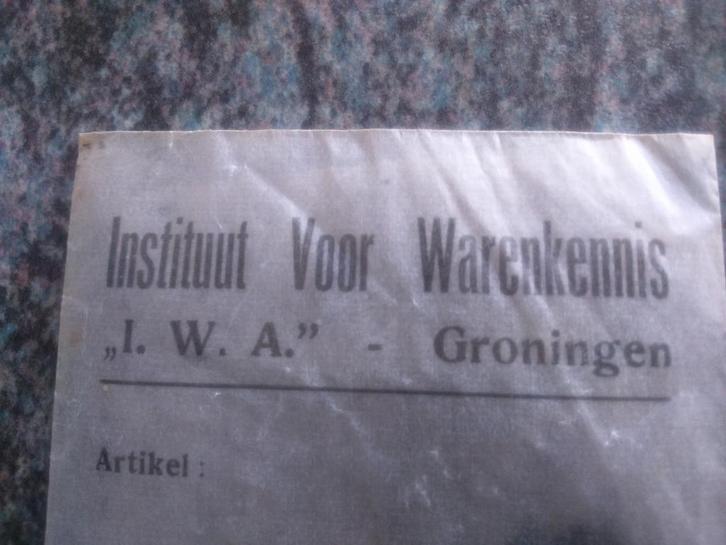 Instituut Voor Warenkennis
„I. W. A.” - Groningen
Artikel :